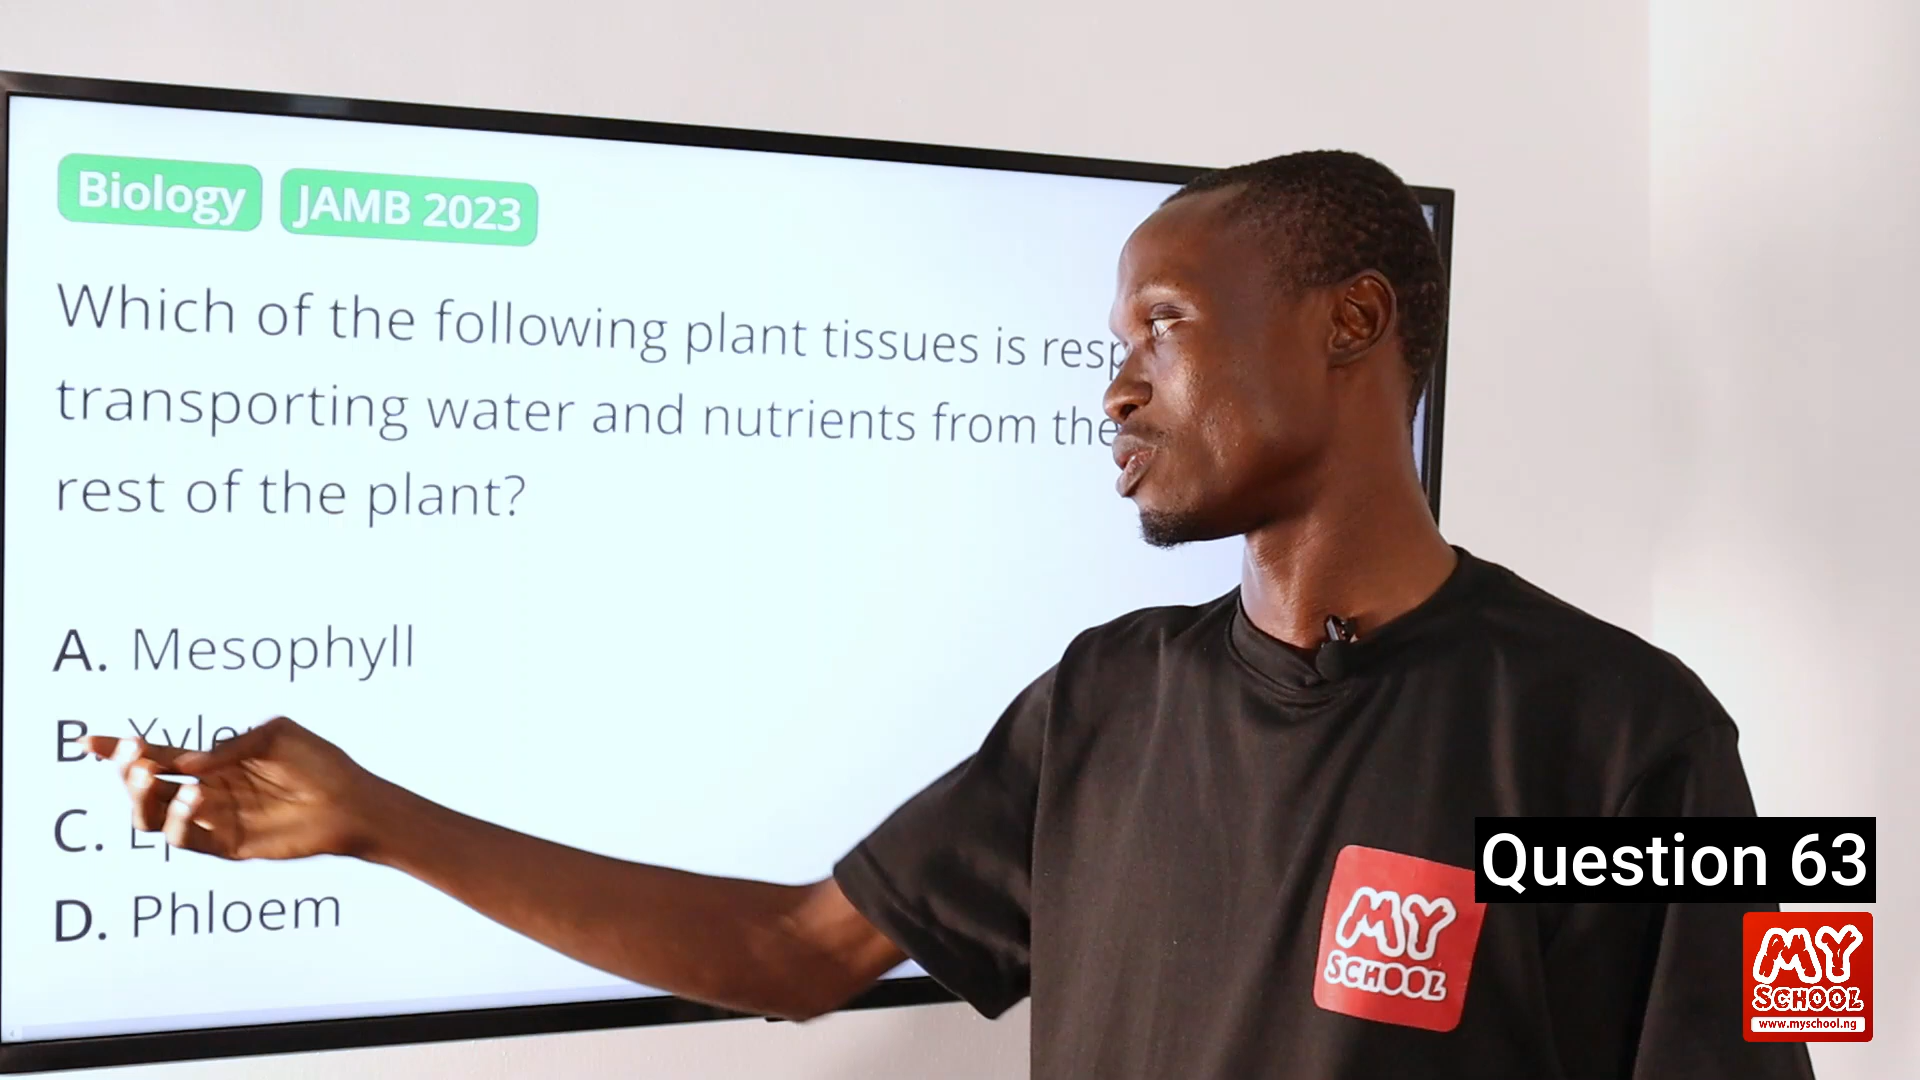 Biology JAMB 2023
Which of the following plant tissues is
transporting water and nutrients from the
rest of the plant?
A. Mesophyll
B.
C.
D. Phloem
Question 63
MY
SCHOOL
MY
SCHOOL
www.myschool.ng